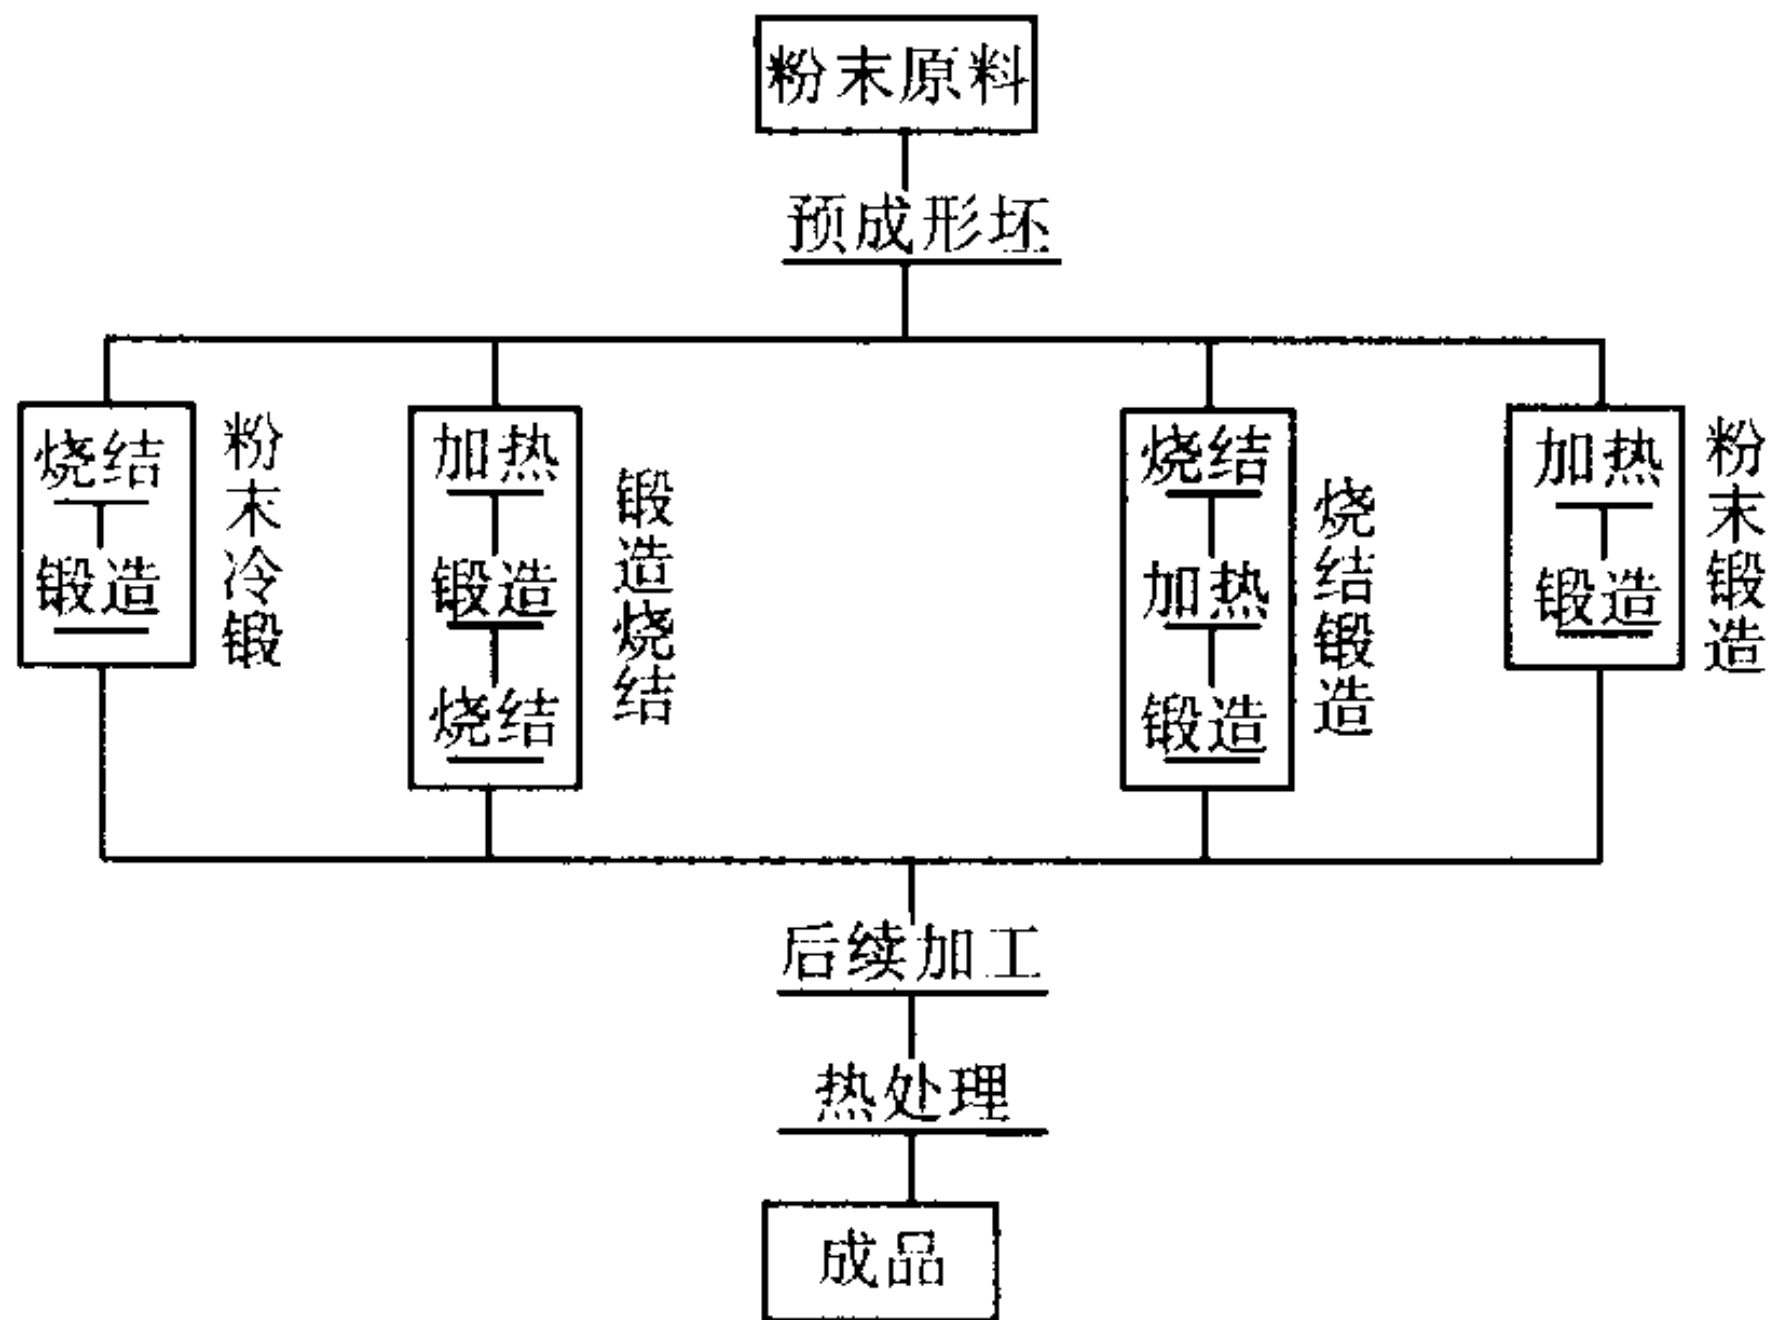 粉末原料
预成形坯
烧结
锻造
粉末冷锻
加热
锻造
烧结
锻造烧结
烧结
加热
锻造
烧结锻造
加热
锻造
粉末锻造
后续加工
热处理
成品